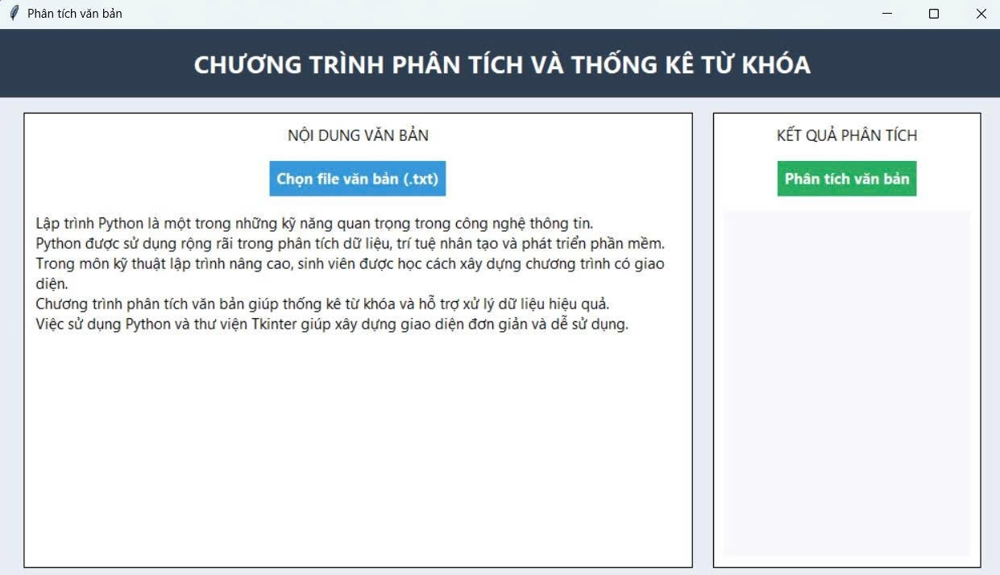 Phân tích văn bản
CHƯƠNG TRÌNH PHÂN TÍCH VÀ THỐNG KÊ TỪ KHÓA
NỘI DUNG VĂN BẢN
Chọn file văn bản (.txt)
Lập trình Python là một trong những kỹ năng quan trọng trong công nghệ thông tin.
Python được sử dụng rộng rãi trong phân tích dữ liệu, trí tuệ nhân tạo và phát triển phần mềm.
Trong môn kỹ thuật lập trình nâng cao, sinh viên được học cách xây dựng chương trình có giao
diện.
Chương trình phân tích văn bản giúp thống kê từ khóa và hỗ trợ xử lý dữ liệu hiệu quả.
Việc sử dụng Python và thư viện Tkinter giúp xây dựng giao diện đơn giản và dễ sử dụng.
KẾT QUẢ PHÂN TÍCH
Phân tích văn bản